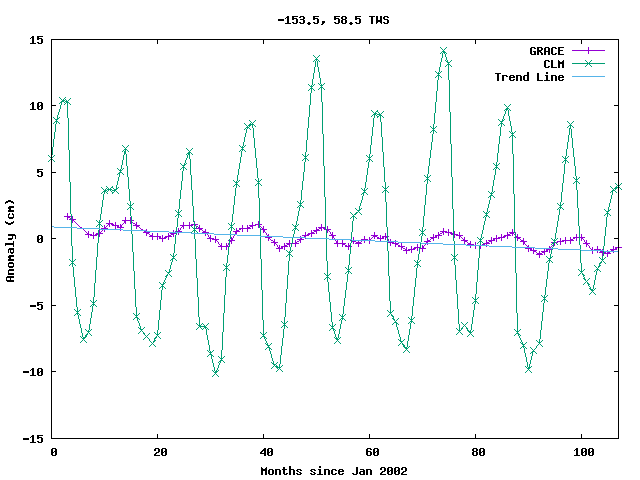 -153.5, 58.5 TWS
15
10
5
0
-5
-10
-15
Anomaly (cm)
GRACE
CLM
Trend Line
0 20 40 60 80 100
Months since Jan 2002